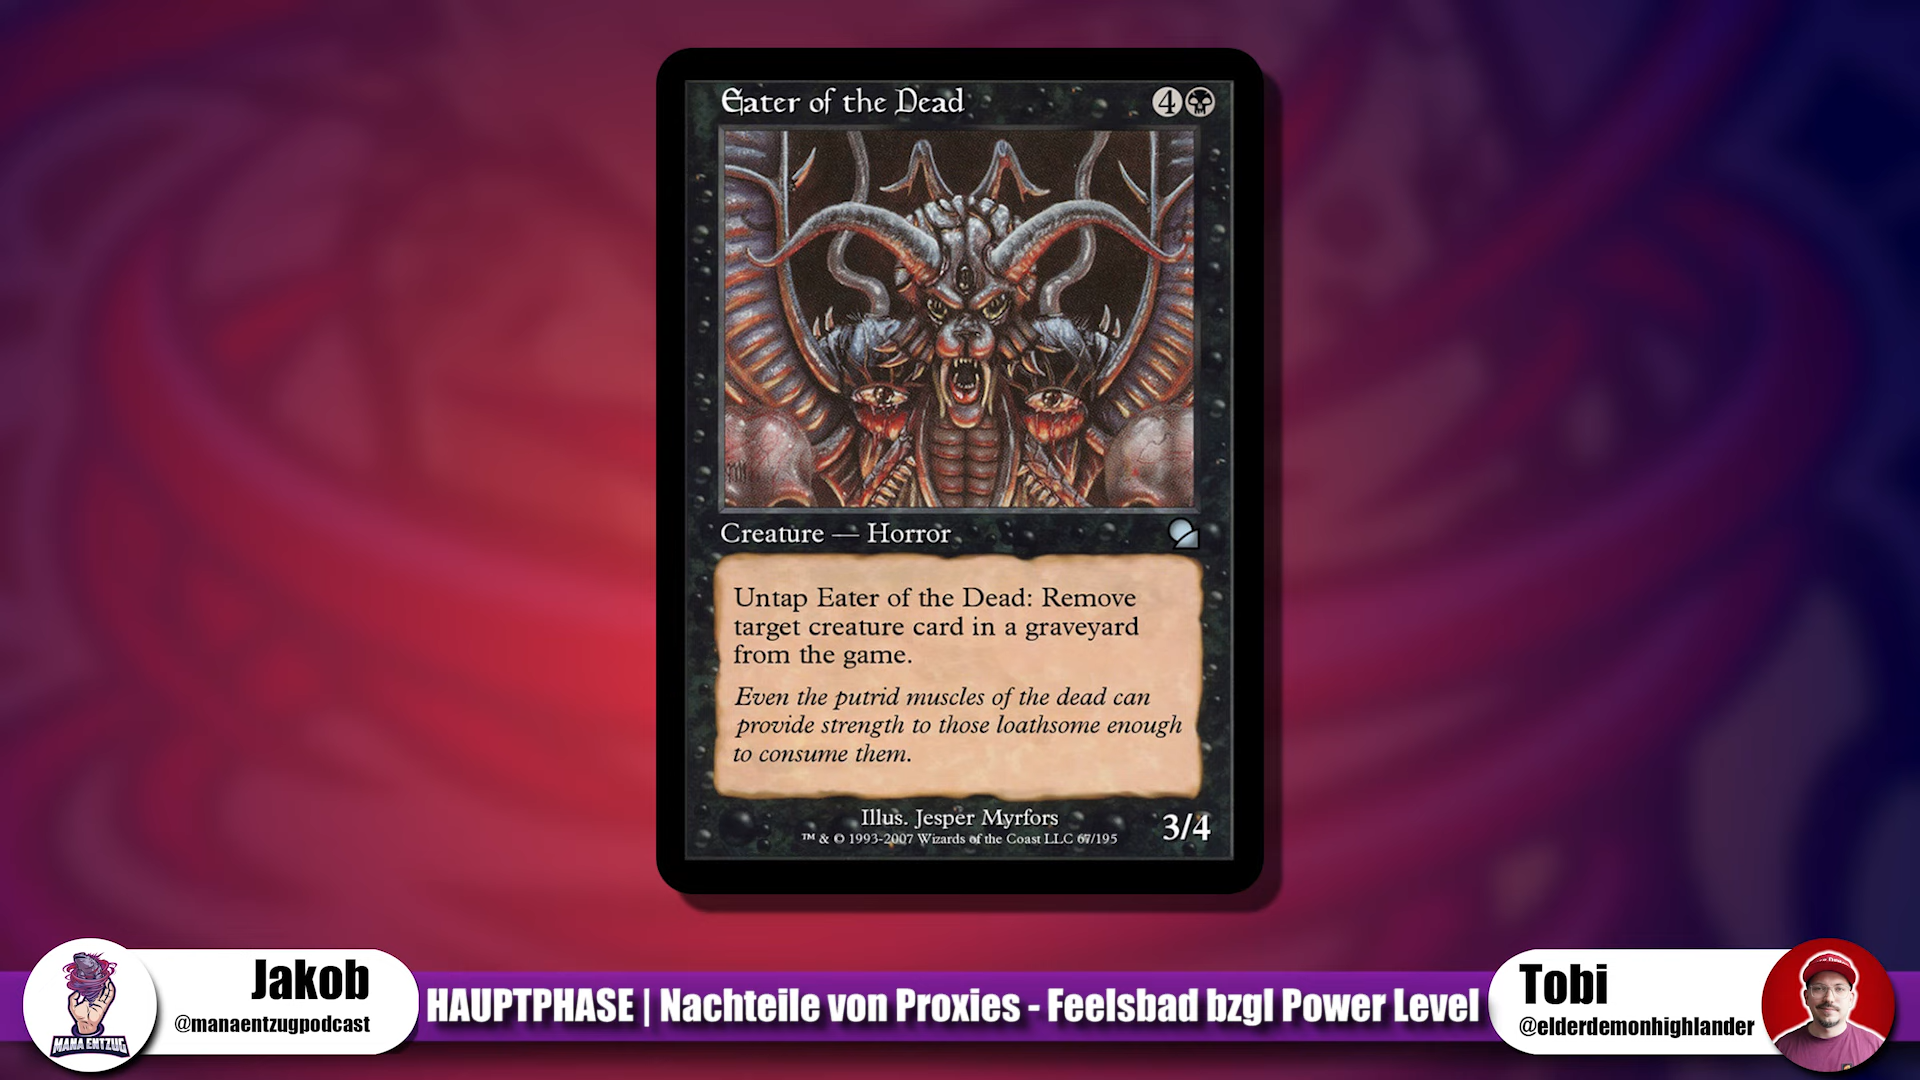 Eater of the Dead
4
Creature — Horror
Untap Eater of the Dead: Remove
target creature card in a graveyard
from the game.
Even the putrid muscles of the dead can
provide strength to those loathsome enough
to consume them.
Illus. Jesper Myrfors
™ & © 1993-2007 Wizards of the Coast LLC 67/195
3/4
MANA ENTZUG
Jakob
@manaentzugpodcast
HAUPTPHASE | Nachteile von Proxies - Feelsbad bzgl Power Level
Tobi
@elderdemonhighlander